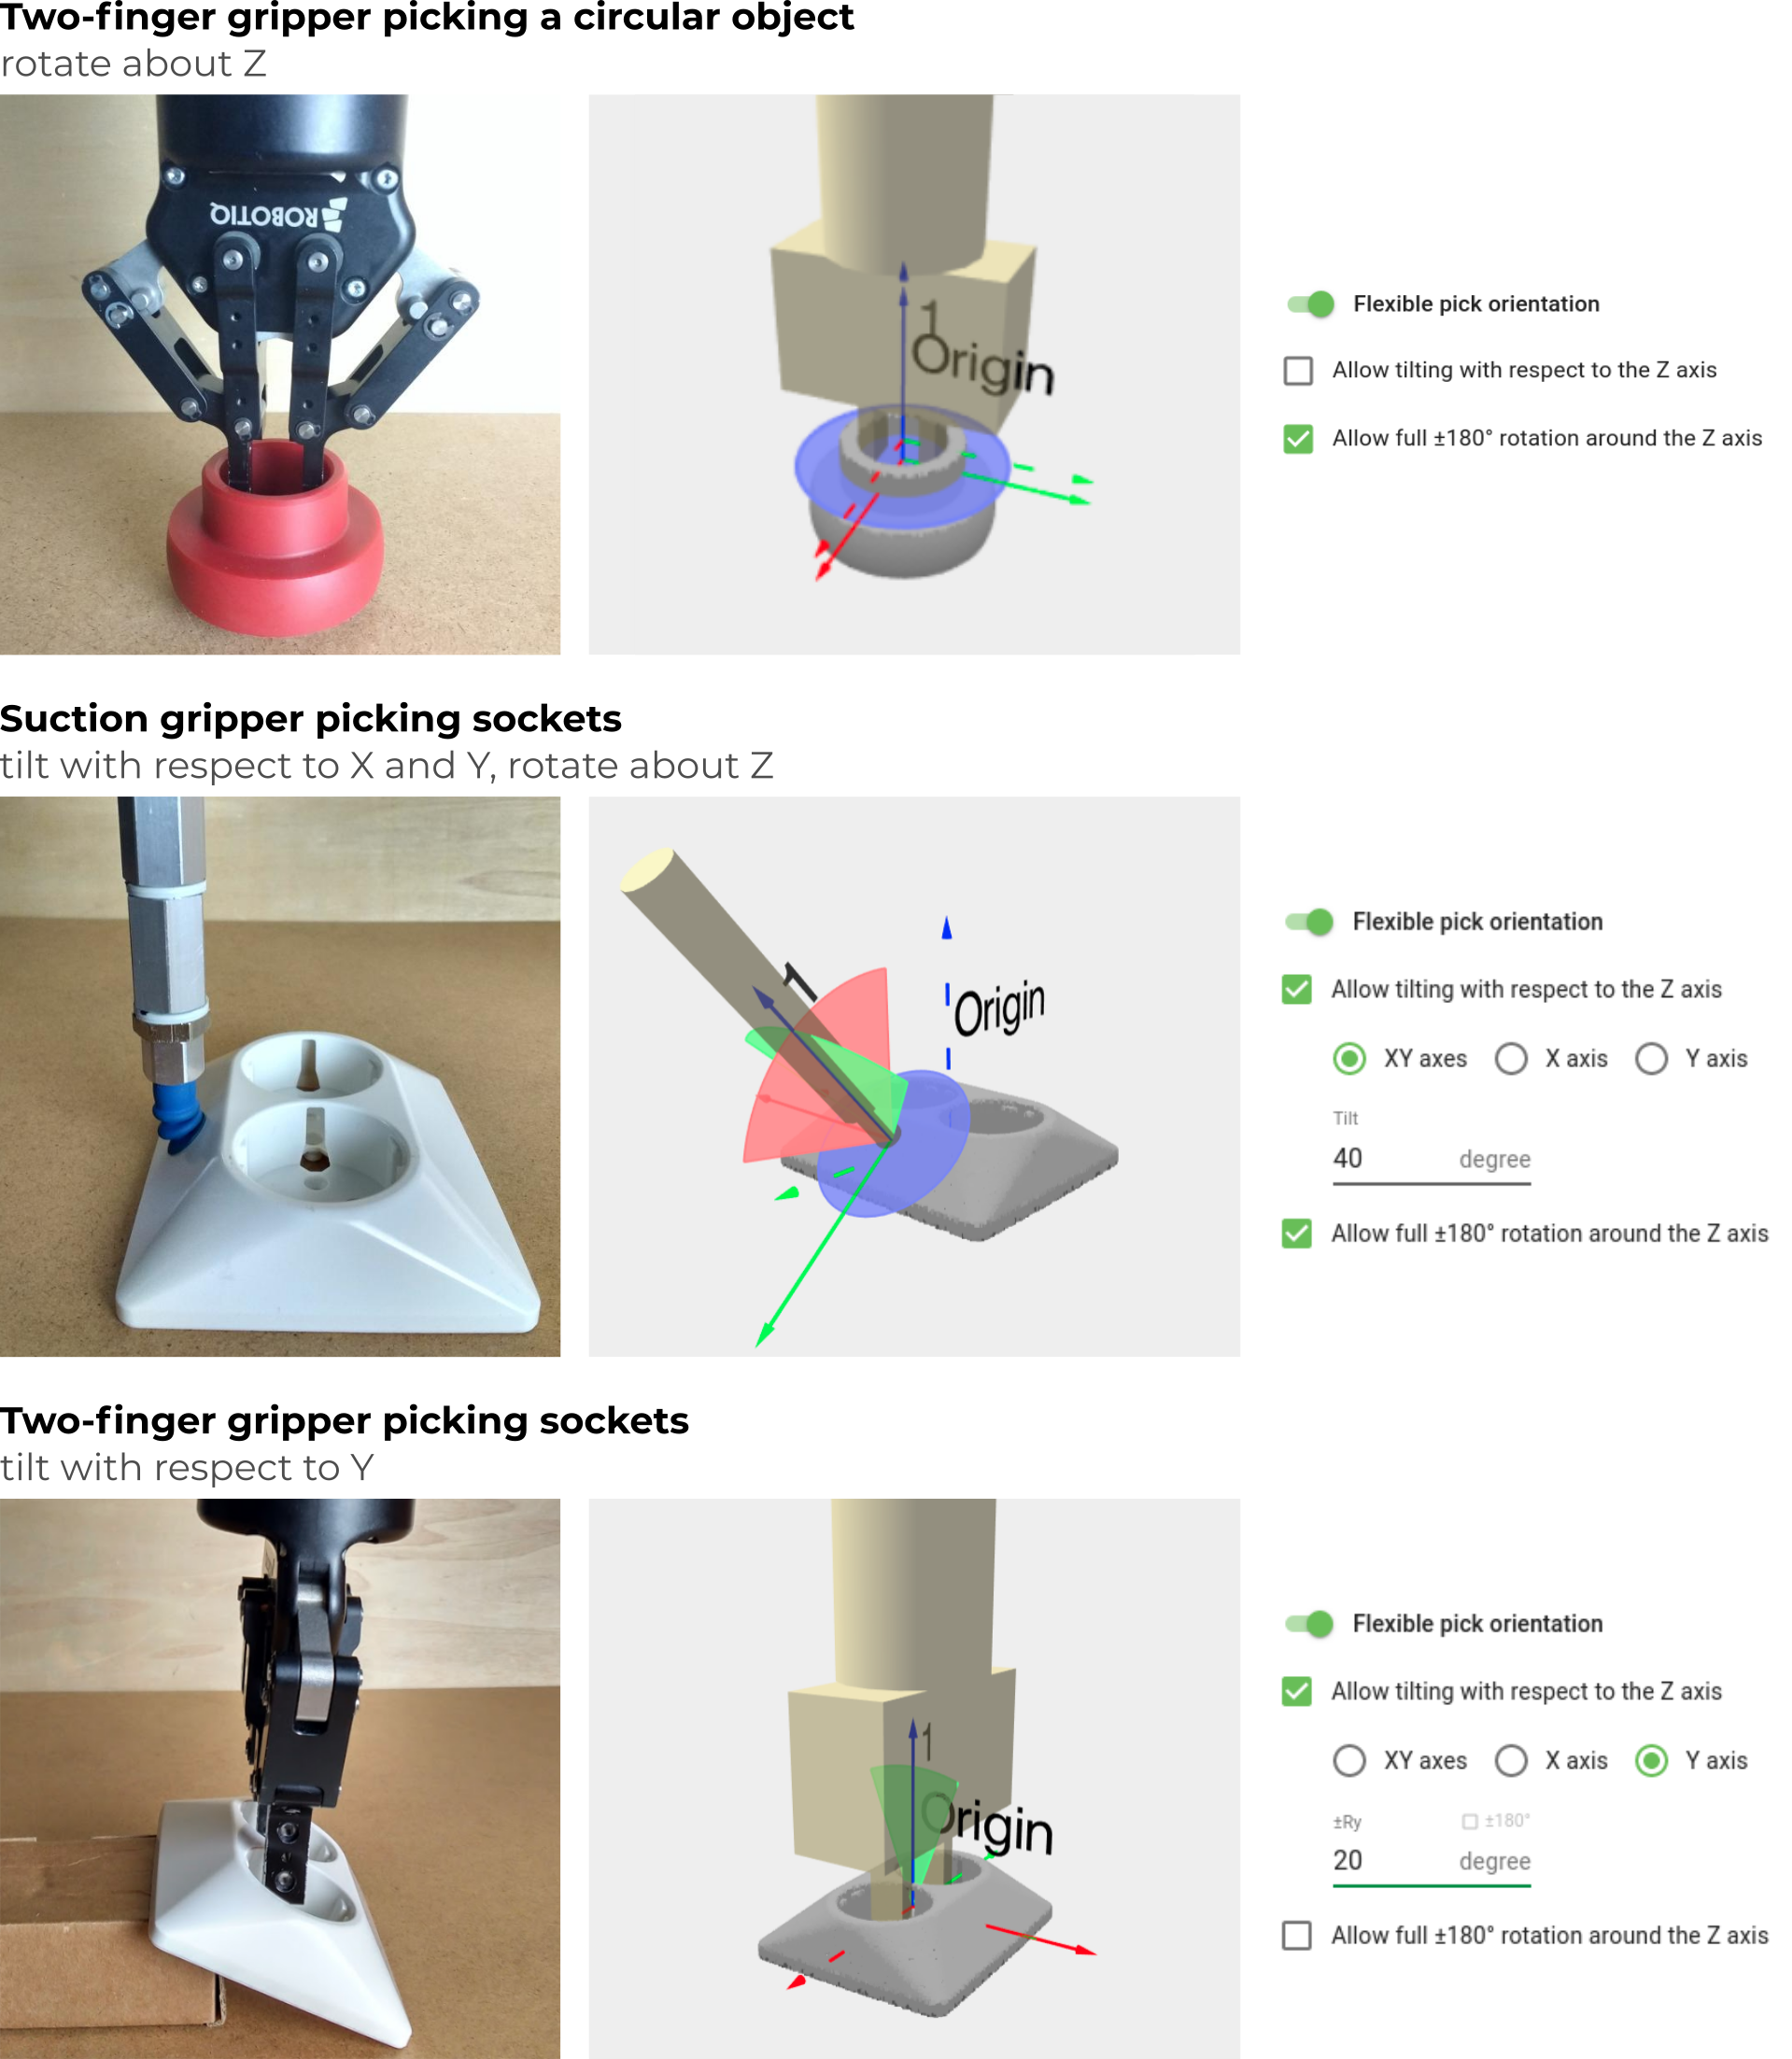 Two-finger gripper picking a circular object
rotate about Z
ROBOTIQ
1
Origin
Flexible pick orientation
Allow tilting with respect to the Z axis
Allow full ±180° rotation around the Z axis
Suction gripper picking sockets
tilt with respect to X and Y, rotate about Z
1
Origin
Flexible pick orientation
Allow tilting with respect to the Z axis
XY axes X axis Y axis
Tilt
40 degree
Allow full ±180° rotation around the Z axis
Two-finger gripper picking sockets
tilt with respect to Y
1
Origin
Flexible pick orientation
Allow tilting with respect to the Z axis
XY axes X axis Y axis
±Ry ±180°
20 degree
Allow full ±180° rotation around the Z axis